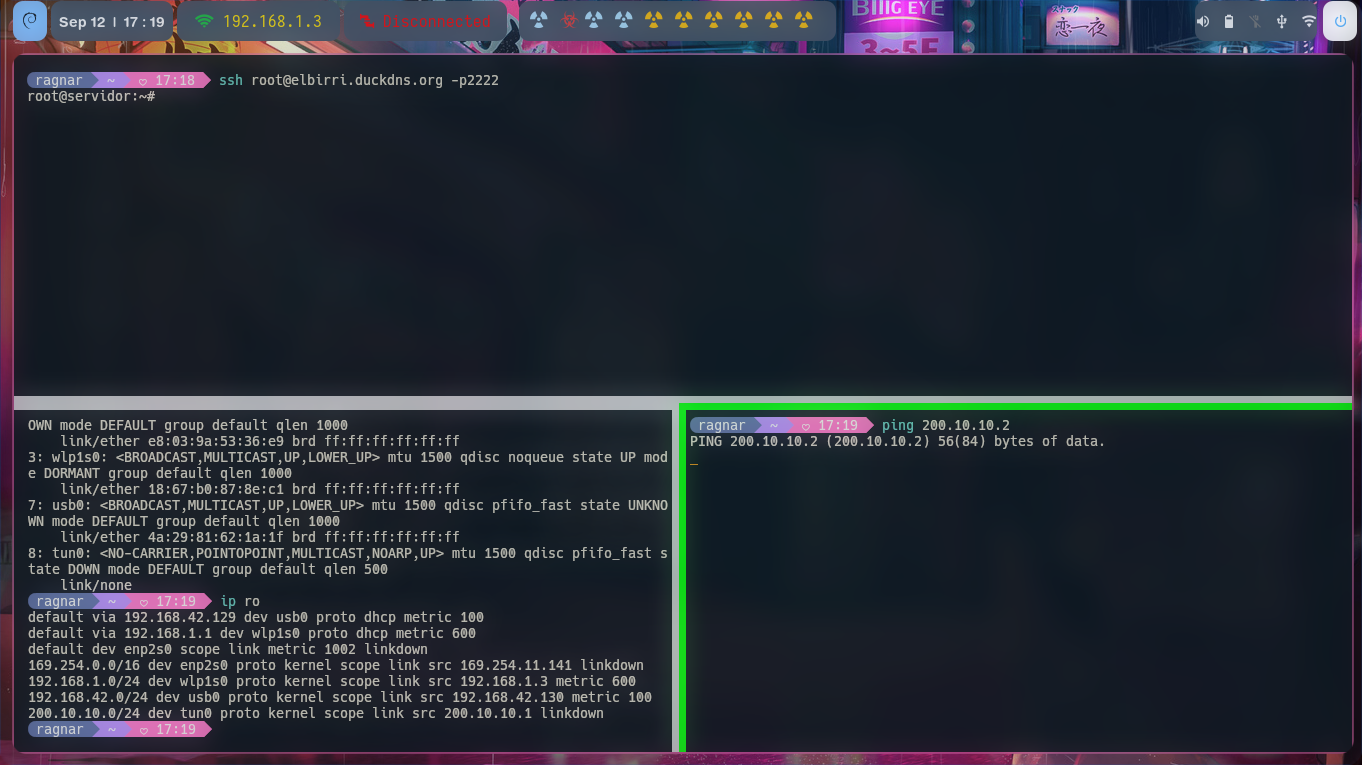 Sep 12 | 17 : 19
192.168.1.3
Disconnected
BIIIG EYE
3~5F
スナック
恋一夜
ragnar ~ ♡ 17:18 ssh root@elbirri.duckdns.org -p2222
root@servidor:~#
OWN mode DEFAULT group default qlen 1000
link/ether e8:03:9a:53:36:e9 brd ff:ff:ff:ff:ff:ff
3: wlp1s0: <BROADCAST,MULTICAST,UP,LOWER_UP> mtu 1500 qdisc noqueue state UP mod
e DORMANT group default qlen 1000
link/ether 18:67:b0:87:8e:c1 brd ff:ff:ff:ff:ff:ff
7: usb0: <BROADCAST,MULTICAST,UP,LOWER_UP> mtu 1500 qdisc pfifo_fast state UNKNO
WN mode DEFAULT group default qlen 1000
link/ether 4a:29:81:62:1a:1f brd ff:ff:ff:ff:ff:ff
8: tun0: <NO-CARRIER,POINTOPOINT,MULTICAST,NOARP,UP> mtu 1500 qdisc pfifo_fast s
tate DOWN mode DEFAULT group default qlen 500
link/none
ragnar ~ ♡ 17:19 ip ro
default via 192.168.42.129 dev usb0 proto dhcp metric 100
default via 192.168.1.1 dev wlp1s0 proto dhcp metric 600
default dev enp2s0 scope link metric 1002 linkdown
169.254.0.0/16 dev enp2s0 proto kernel scope link src 169.254.11.141 linkdown
192.168.1.0/24 dev wlp1s0 proto kernel scope link src 192.168.1.3 metric 600
192.168.42.0/24 dev usb0 proto kernel scope link src 192.168.42.130 metric 100
200.10.10.0/24 dev tun0 proto kernel scope link src 200.10.10.1 linkdown
ragnar ~ ♡ 17:19
ragnar ~ ♡ 17:19 ping 200.10.10.2
PING 200.10.10.2 (200.10.10.2) 56(84) bytes of data.